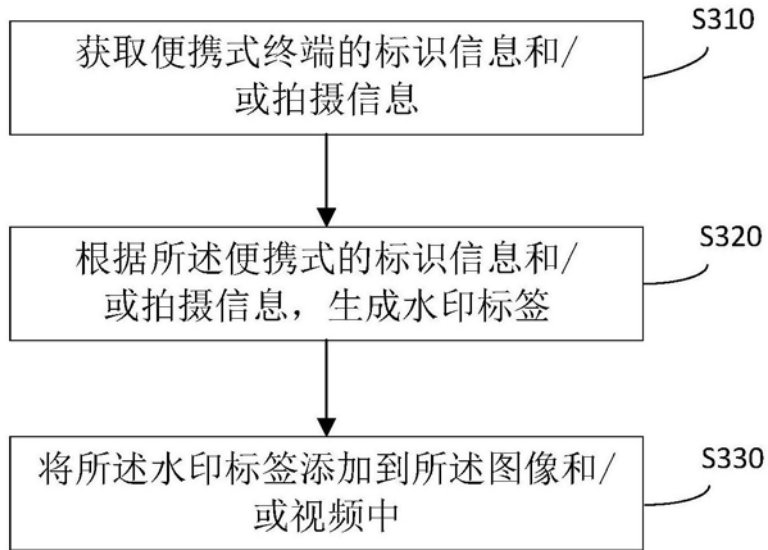 S310
获取便携式终端的标识信息和/
或拍摄信息
S320
根据所述便携式的标识信息和/
或拍摄信息，生成水印标签
S330
将所述水印标签添加到所述图像和/
或视频中